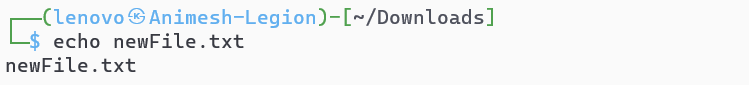 ┌──(lenovo㉿Animesh-Legion)-[~/Downloads]
└─$ echo newFile.txt
newFile.txt